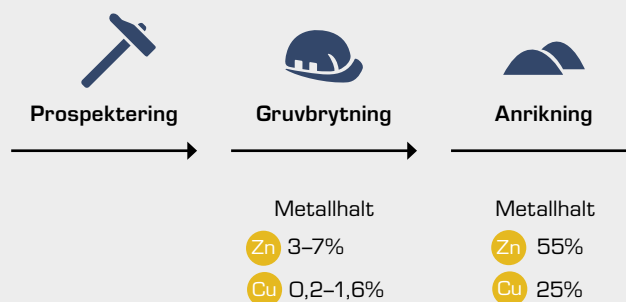 Prospektering
Gruvbrytning
Anrikning
Metallhalt
Zn 3–7%
Cu 0,2–1,6%
Metallhalt
Zn 55%
Cu 25%